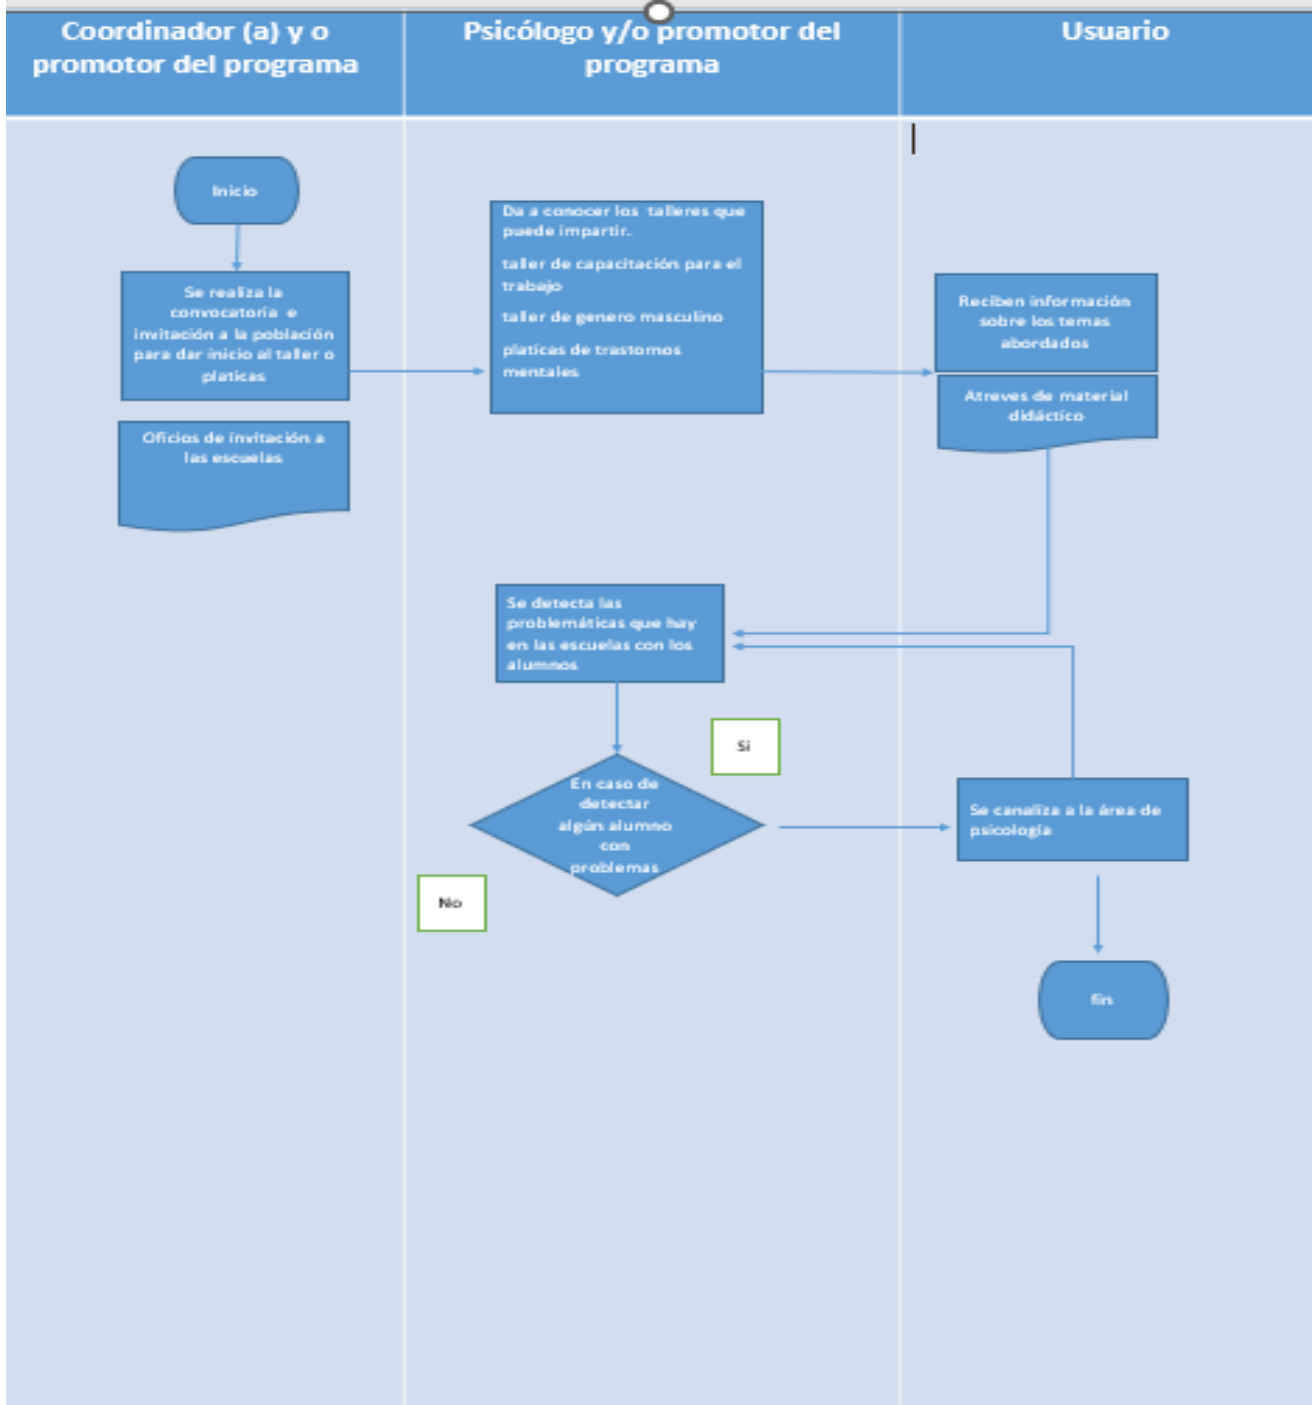 Coordinador (a) y o
promotor del programa
Psicólogo y/o promotor del
programa
Usuario
Inicio
Se realiza la
convocatoria e
invitación a la población
para dar inicio al taller o
platicas
Oficios de invitación a
las escuelas
Da a conocer los talleres que
puede impartir.
taller de capacitación para el
trabajo
taller de genero masculino
platicas de trastornos
mentales
Reciben información
sobre los temas
abordados
Atreves de material
didáctico
Se detecta las
problemáticas que hay
en las escuelas con los
alumnos
Si
En caso de
detectar
algún alumno
con
problemas
No
Se canaliza a la área de
psicología
fin